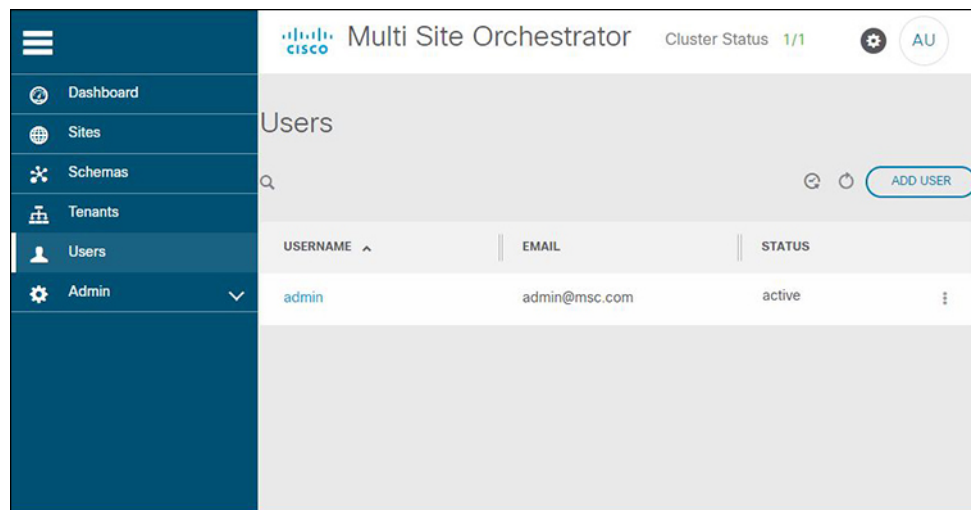 cisco Multi Site Orchestrator Cluster Status 1/1 AU
Dashboard
Sites
Schemas
Tenants
Users
Admin
Users
ADD USER
USERNAME EMAIL STATUS
admin admin@msc.com active